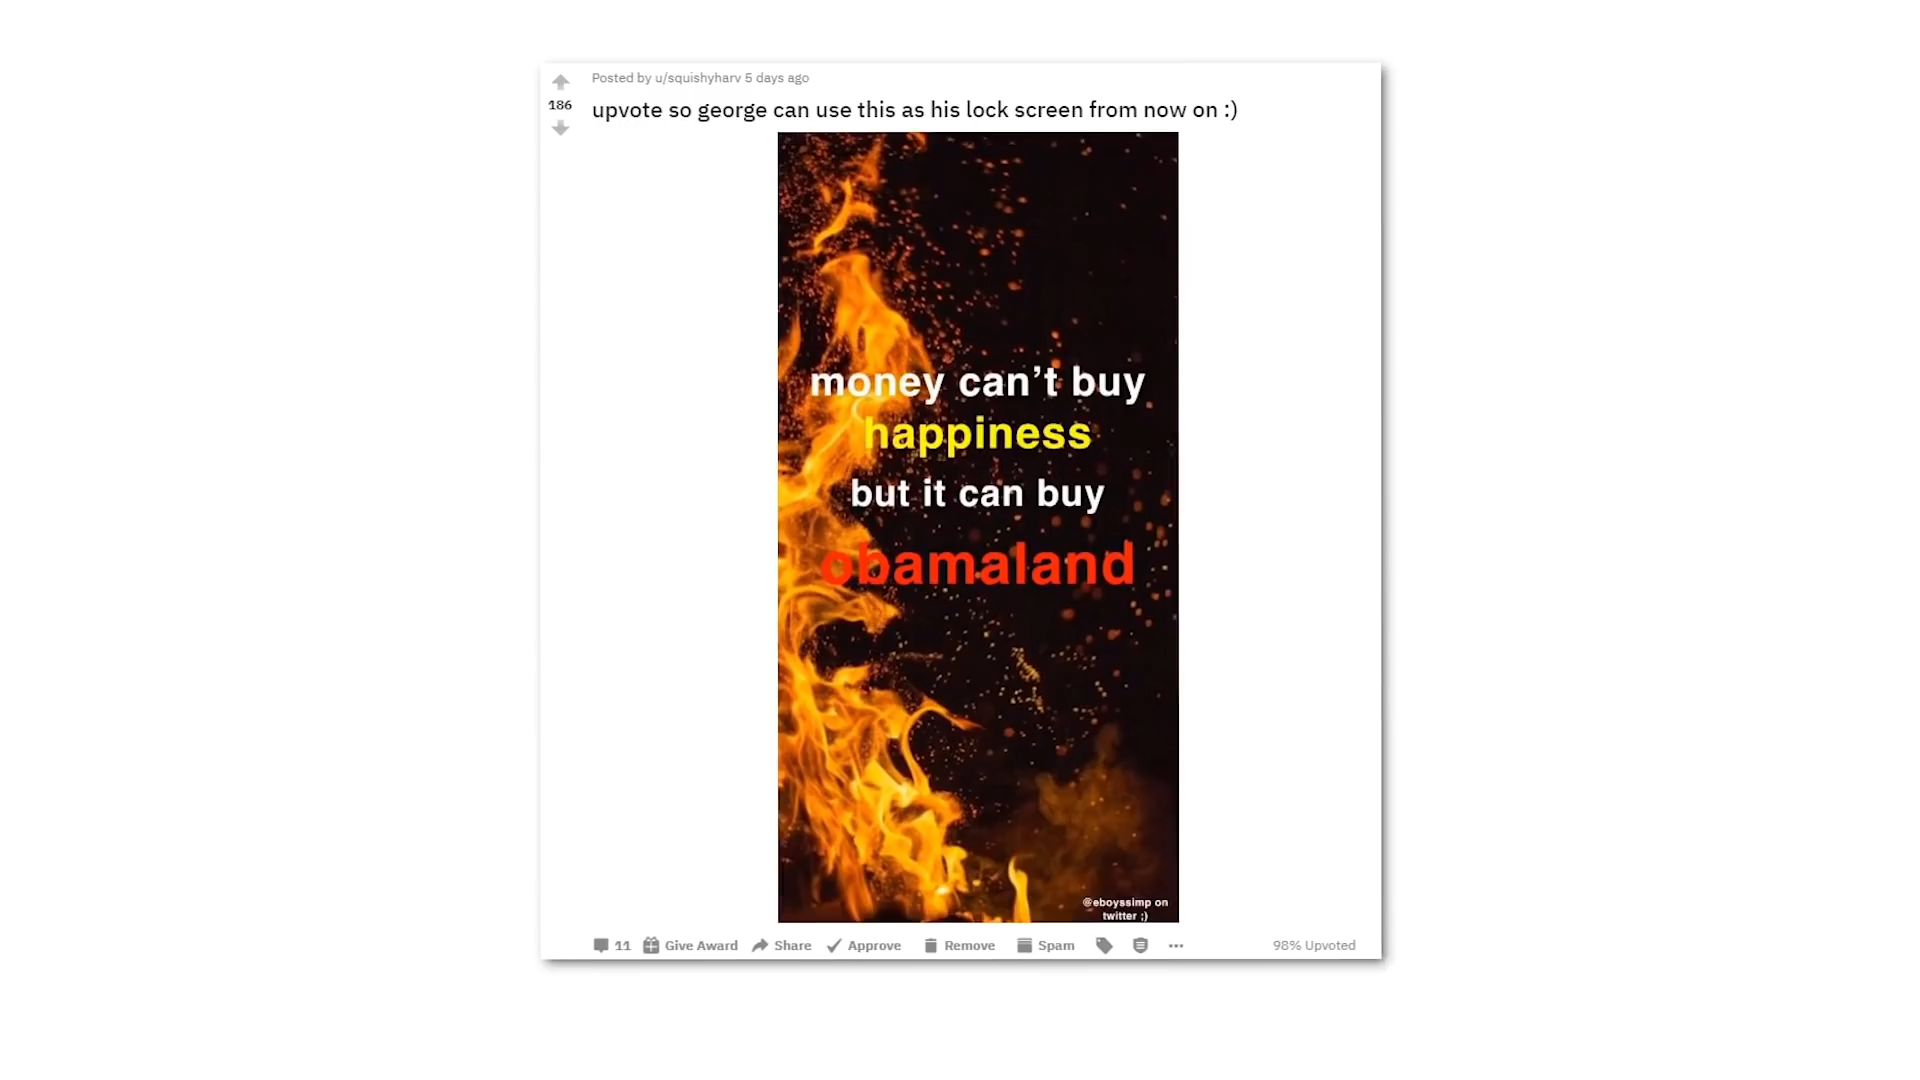 Posted by u/squishyharv 5 days ago
186
upvote so george can use this as his lock screen from now on :)
money can't buy
happiness
but it can buy
obamaland
@eboyssimp on
twitter ;)
11 Give Award Share Approve Remove Spam 98% Upvoted